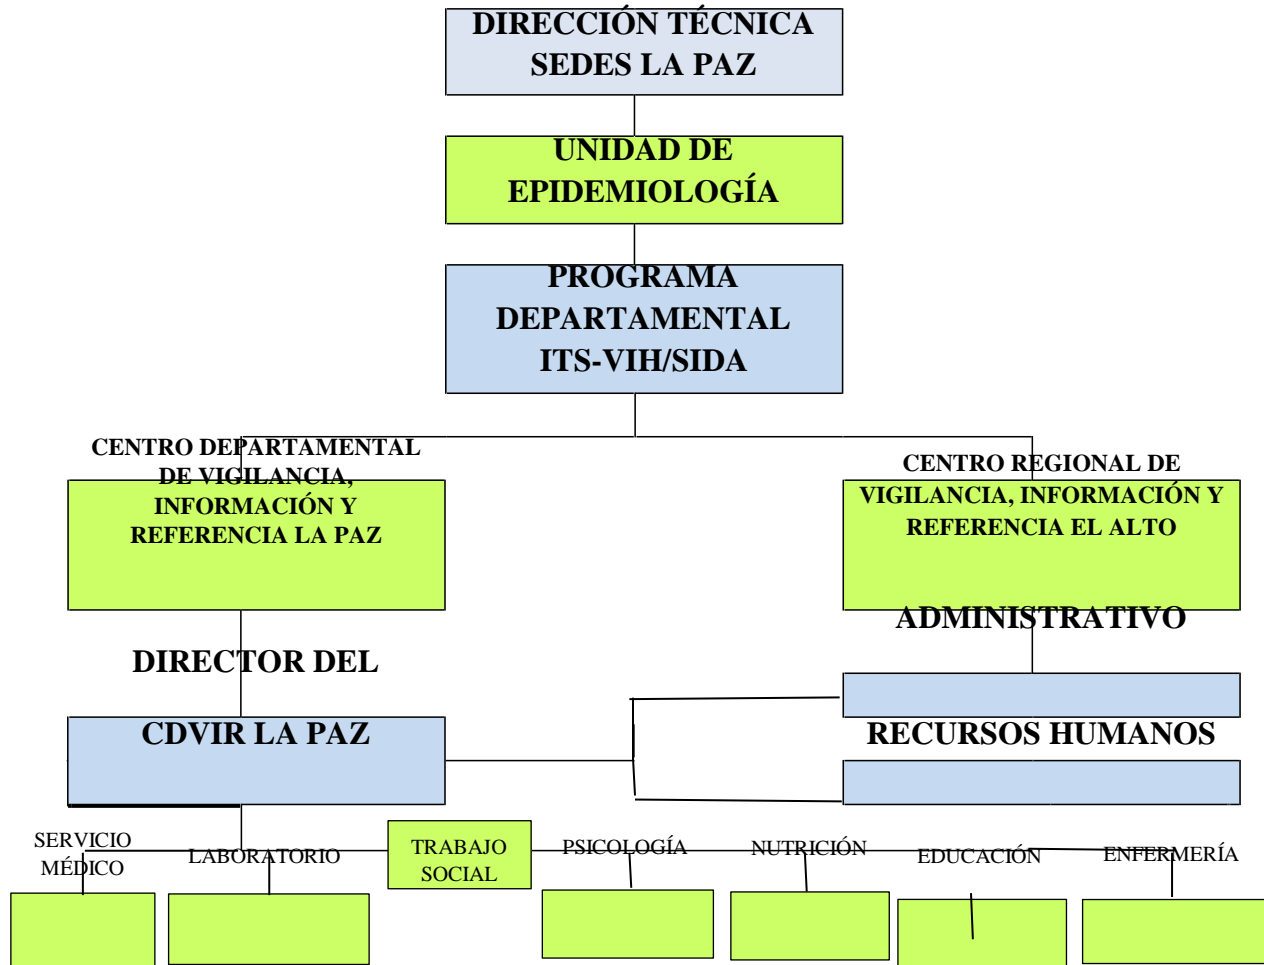 DIRECCIÓN TÉCNICA
SEDES LA PAZ
UNIDAD DE
EPIDEMIOLOGÍA
PROGRAMA
DEPARTAMENTAL
ITS-VIH/SIDA
CENTRO DEPARTAMENTAL
DE VIGILANCIA,
INFORMACIÓN Y
REFERENCIA LA PAZ
CENTRO REGIONAL DE
VIGILANCIA, INFORMACIÓN Y
REFERENCIA EL ALTO
ADMINISTRATIVO
DIRECTOR DEL
CDVIR LA PAZ
RECURSOS HUMANOS
SERVICIO
MÉDICO
LABORATORIO
TRABAJO
SOCIAL
PSICOLOGÍA
NUTRICIÓN
EDUCACIÓN
ENFERMERÍA